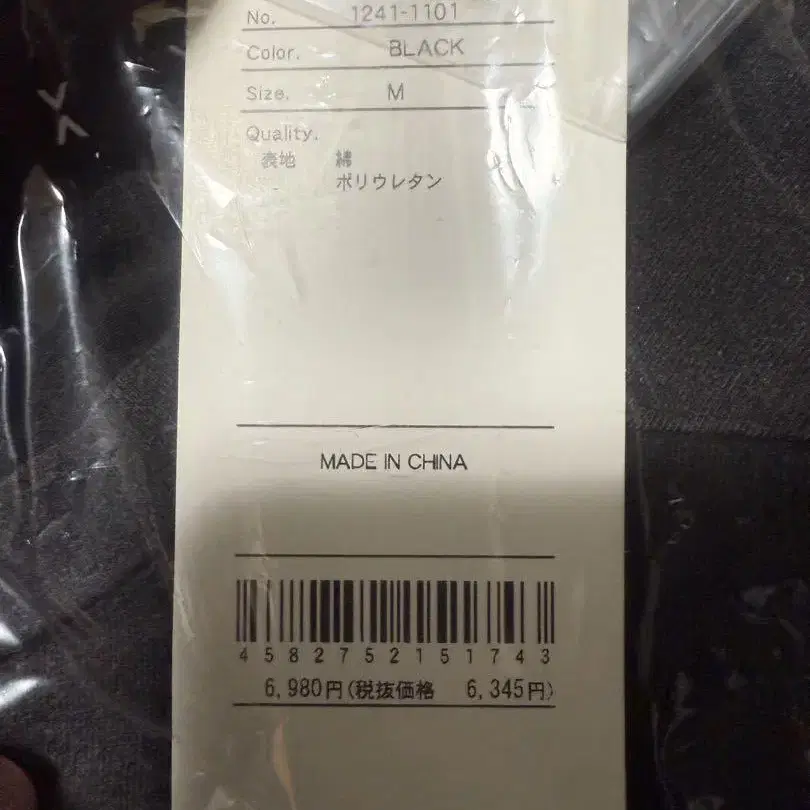 No. 1241-1101
Color. BLACK
Size. M
Quality.
表地 綿
ポリウレタン
MADE IN CHINA
4582752151743
6,980円(税抜価格 6,345円)